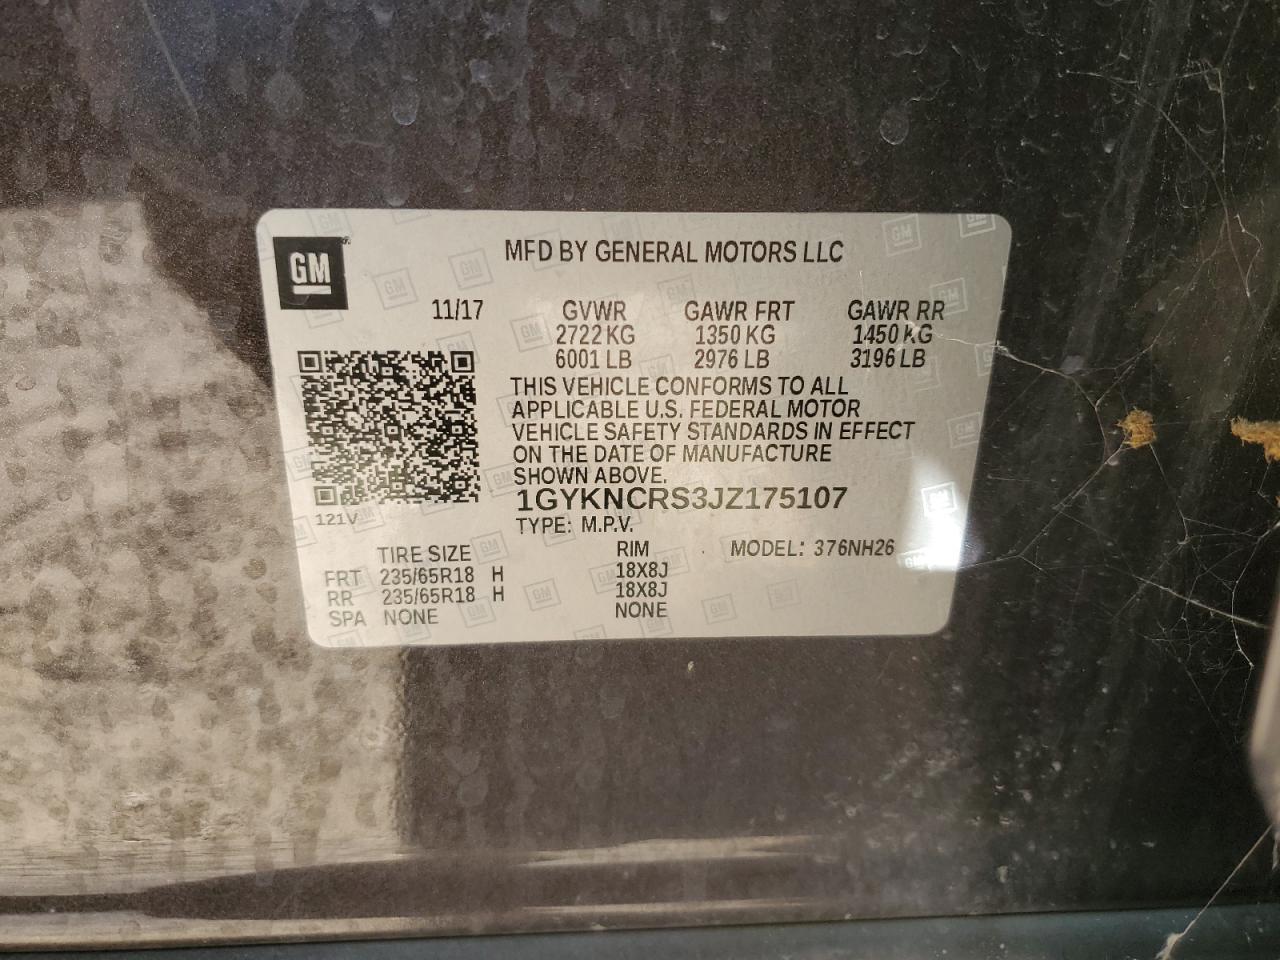 GM
MFD BY GENERAL MOTORS LLC
11/17 GVWR GAWR FRT GAWR RR
2722 KG 1350 KG 1450 KG
6001 LB 2976 LB 3196 LB
THIS VEHICLE CONFORMS TO ALL
APPLICABLE U.S. FEDERAL MOTOR
VEHICLE SAFETY STANDARDS IN EFFECT
ON THE DATE OF MANUFACTURE
SHOWN ABOVE.
1GYKNCRS3JZ175107
121V
TYPE: M.P.V.
TIRE SIZE RIM MODEL: 376NH26
FRT 235/65R18 H 18X8J
RR 235/65R18 H 18X8J
SPA NONE NONE